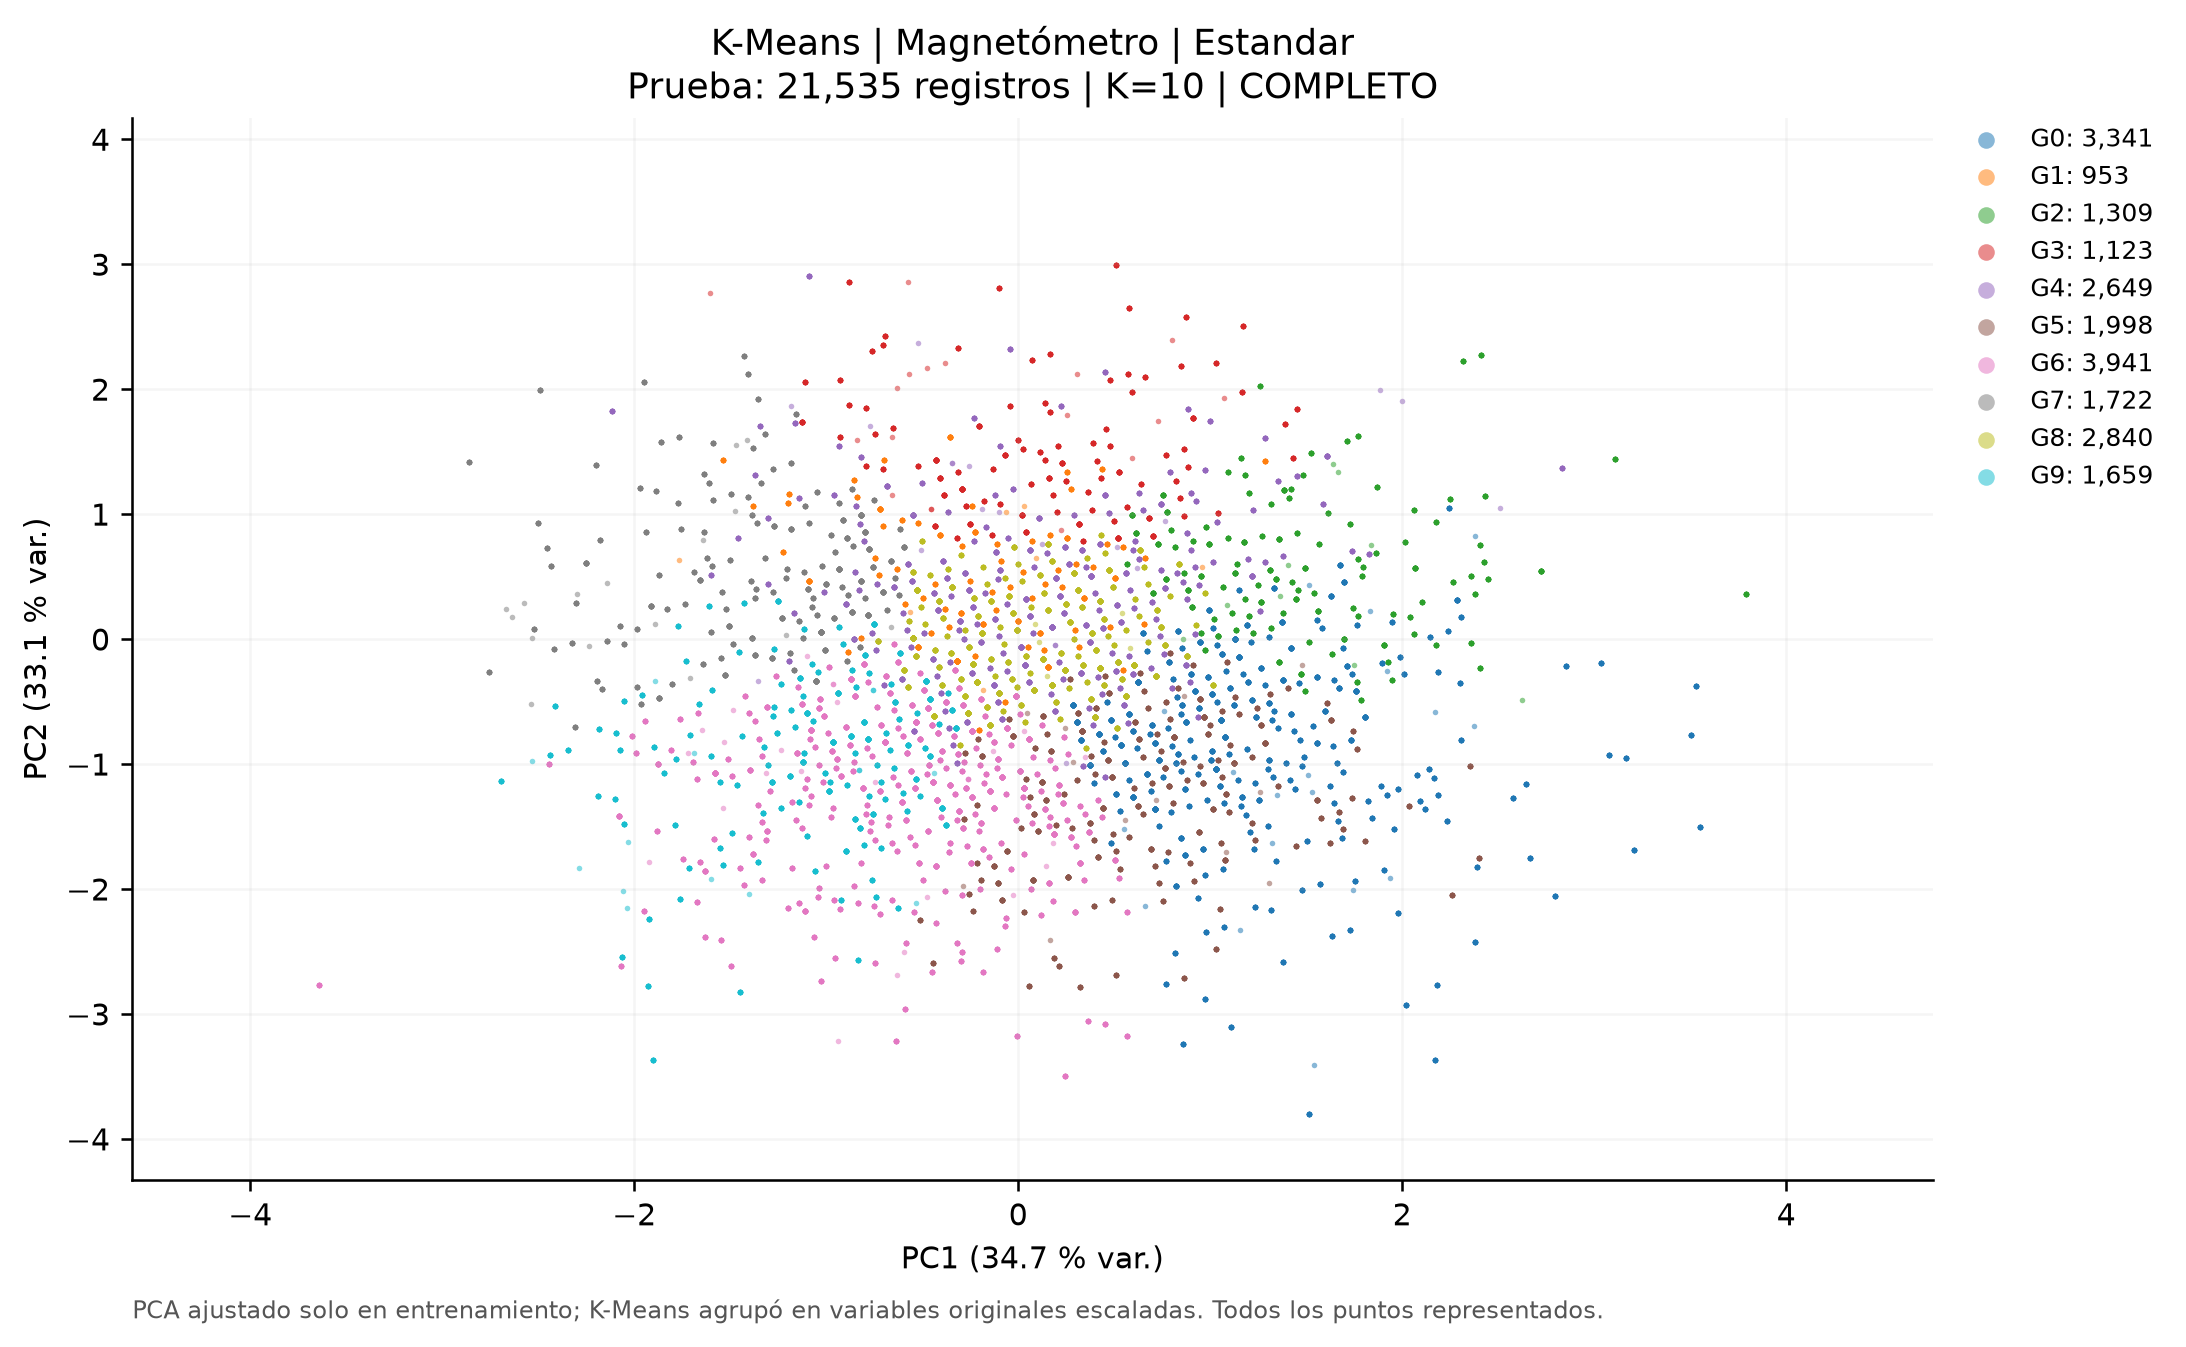 K-Means | Magnetómetro | Estandar
Prueba: 21,535 registros | K=10 | COMPLETO
4
3
2
1
0
−1
−2
−3
−4
PC2 (33.1 % var.)
−4
−2
0
2
4
PC1 (34.7 % var.)
G0: 3,341
G1: 953
G2: 1,309
G3: 1,123
G4: 2,649
G5: 1,998
G6: 3,941
G7: 1,722
G8: 2,840
G9: 1,659
PCA ajustado solo en entrenamiento; K-Means agrupó en variables originales escaladas. Todos los puntos representados.